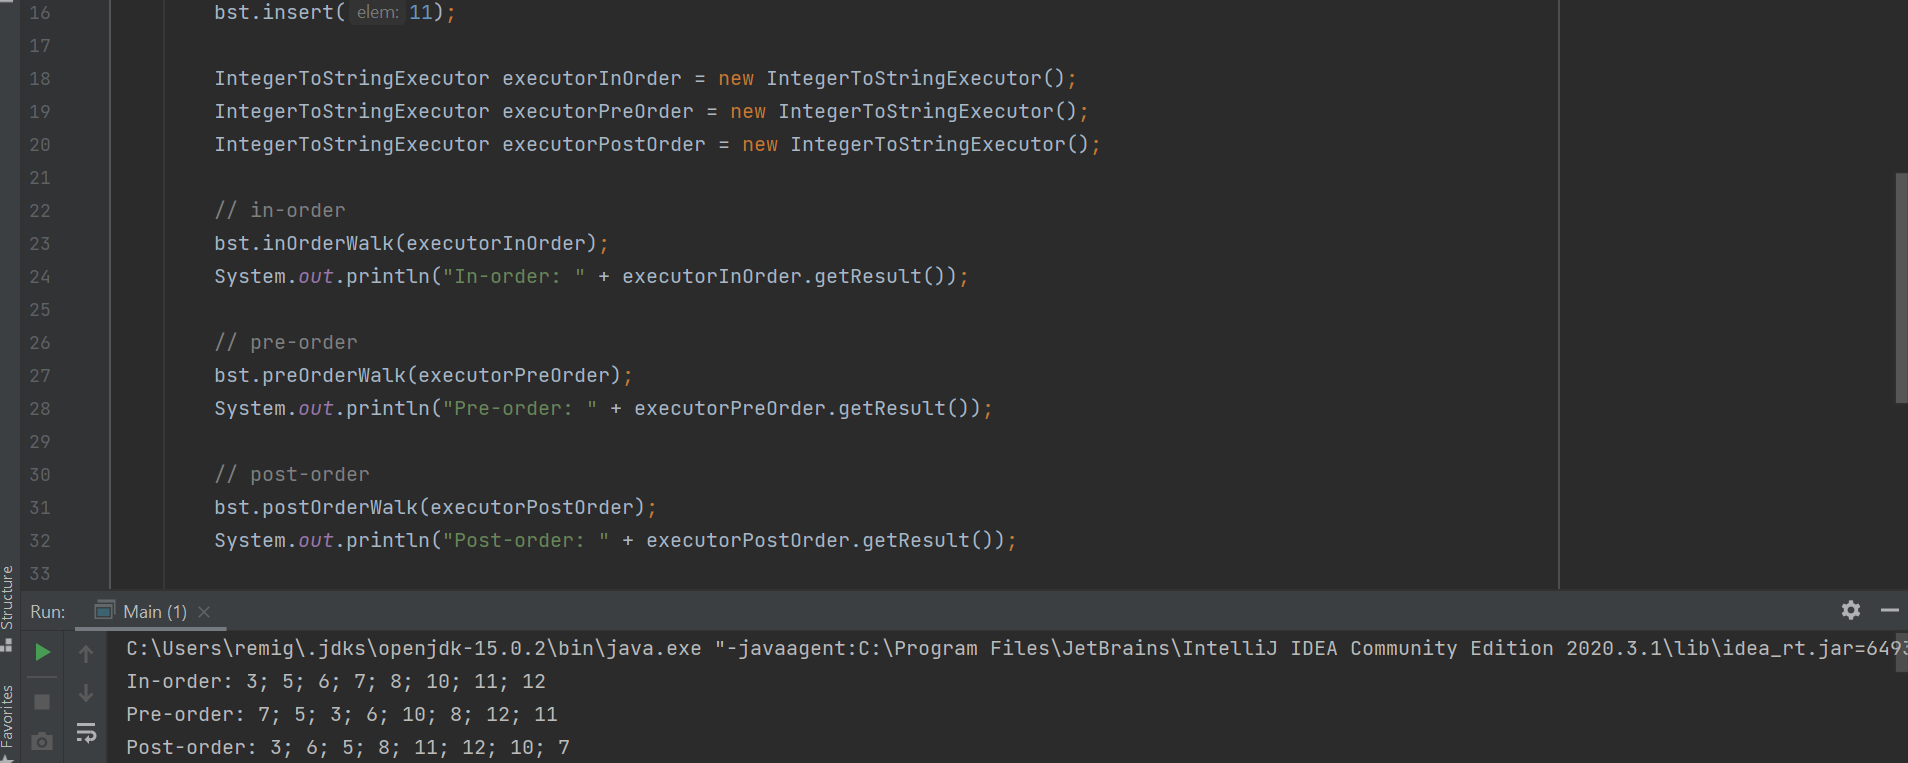 16 bst.insert( elem: 11);
17
18 IntegerToStringExecutor executorInOrder = new IntegerToStringExecutor();
19 IntegerToStringExecutor executorPreOrder = new IntegerToStringExecutor();
20 IntegerToStringExecutor executorPostOrder = new IntegerToStringExecutor();
21
22 // in-order
23 bst.inOrderWalk(executorInOrder);
24 System.out.println("In-order: " + executorInOrder.getResult());
25
26 // pre-order
27 bst.preOrderWalk(executorPreOrder);
28 System.out.println("Pre-order: " + executorPreOrder.getResult());
29
30 // post-order
31 bst.postOrderWalk(executorPostOrder);
32 System.out.println("Post-order: " + executorPostOrder.getResult());
33
Structure
Favorites
Run: Main (1)
C:\Users\remig\.jdks\openjdk-15.0.2\bin\java.exe "-javaagent:C:\Program Files\JetBrains\IntelliJ IDEA Community Edition 2020.3.1\lib\idea_rt.jar=6493
In-order: 3; 5; 6; 7; 8; 10; 11; 12
Pre-order: 7; 5; 3; 6; 10; 8; 12; 11
Post-order: 3; 6; 5; 8; 11; 12; 10; 7